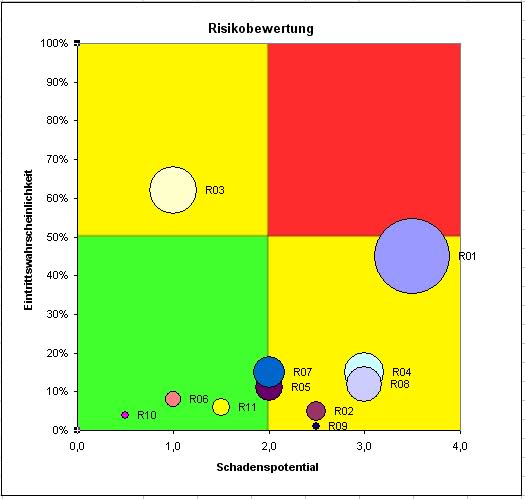 Risikobewertung
100%
90%
80%
70%
60%
50%
40%
30%
20%
10%
0%
Eintrittswahrscheinlichkeit
R03
R01
R07
R04
R05
R08
R06
R11
R02
R10
R09
0,0 1,0 2,0 3,0 4,0
Schadenspotential